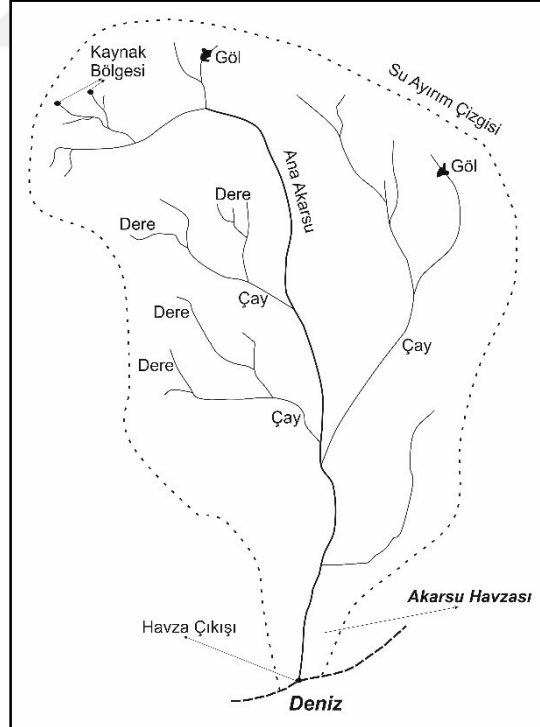 Kaynak
Bölgesi
Göl
Su Ayırım Çizgisi
Ana Akarsu
Göl
Dere
Dere
Çay
Dere
Çay
Dere
Çay
Akarsu Havzası
Havza Çıkışı
Deniz